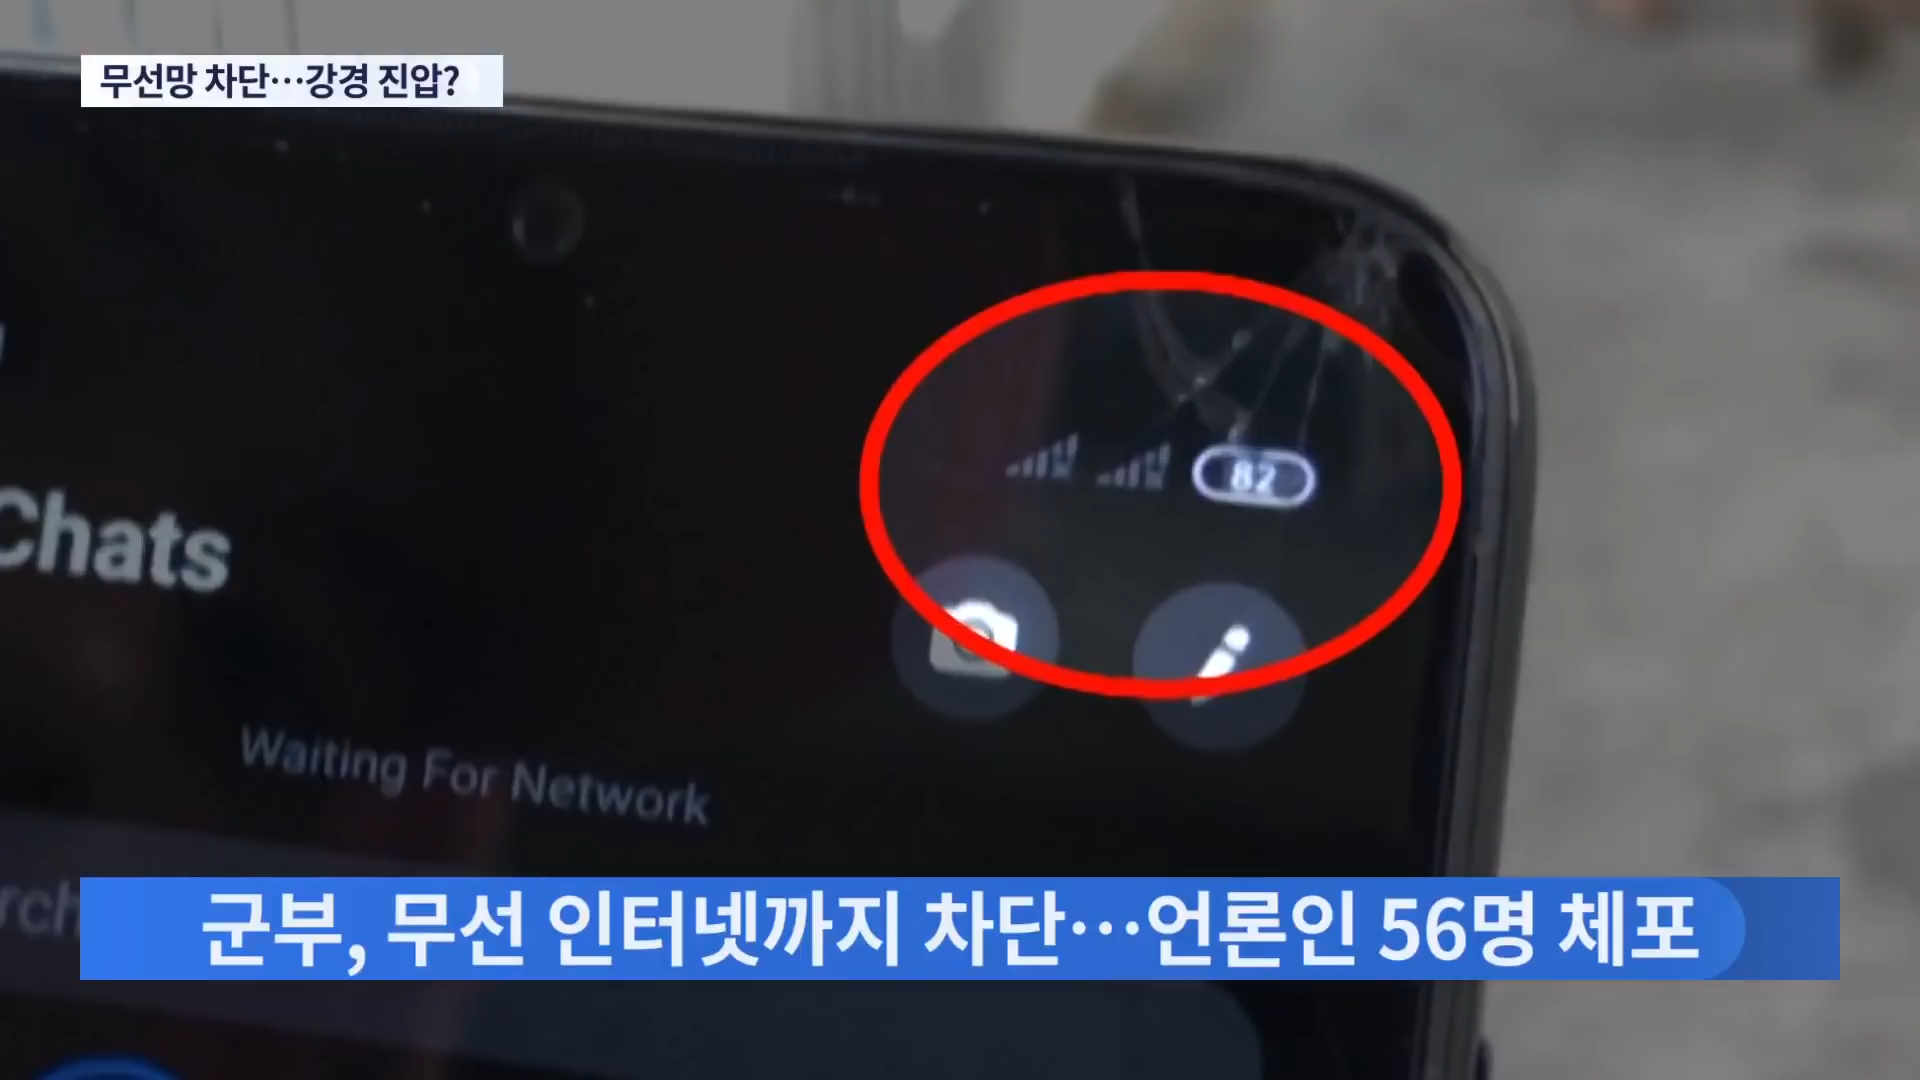 무선망 차단…강경 진압?
82
Chats
Waiting For Network
군부, 무선 인터넷까지 차단…언론인 56명 체포